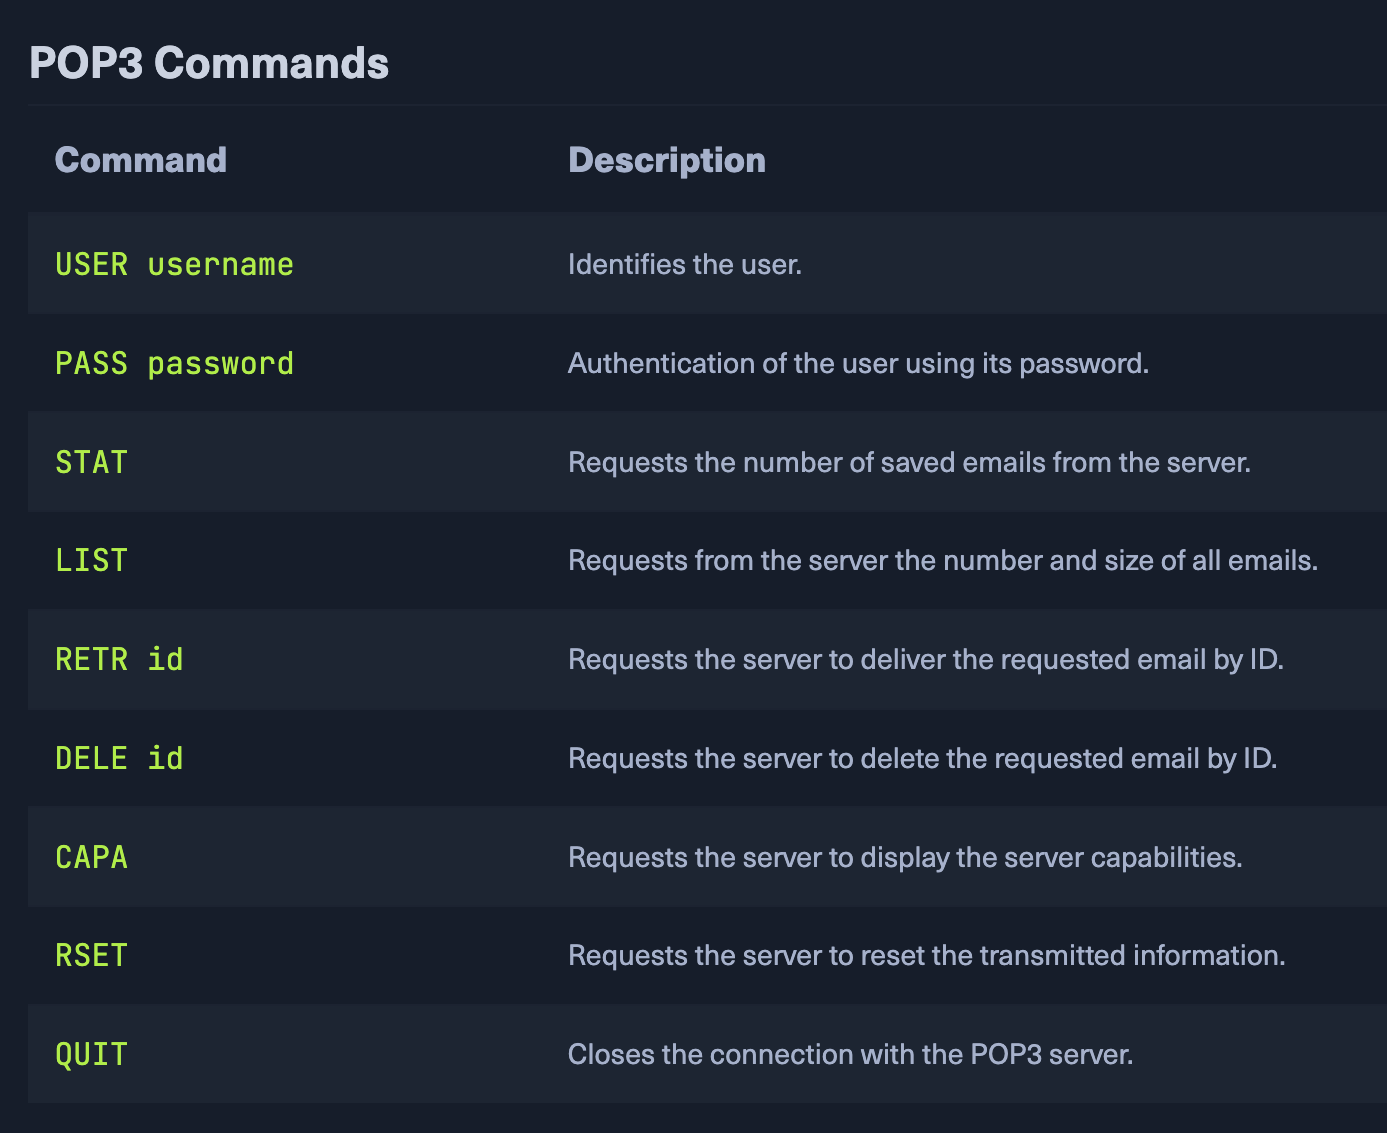 POP3 Commands
Command Description
USER username Identifies the user.
PASS password Authentication of the user using its password.
STAT Requests the number of saved emails from the server.
LIST Requests from the server the number and size of all emails.
RETR id Requests the server to deliver the requested email by ID.
DELE id Requests the server to delete the requested email by ID.
CAPA Requests the server to display the server capabilities.
RSET Requests the server to reset the transmitted information.
QUIT Closes the connection with the POP3 server.